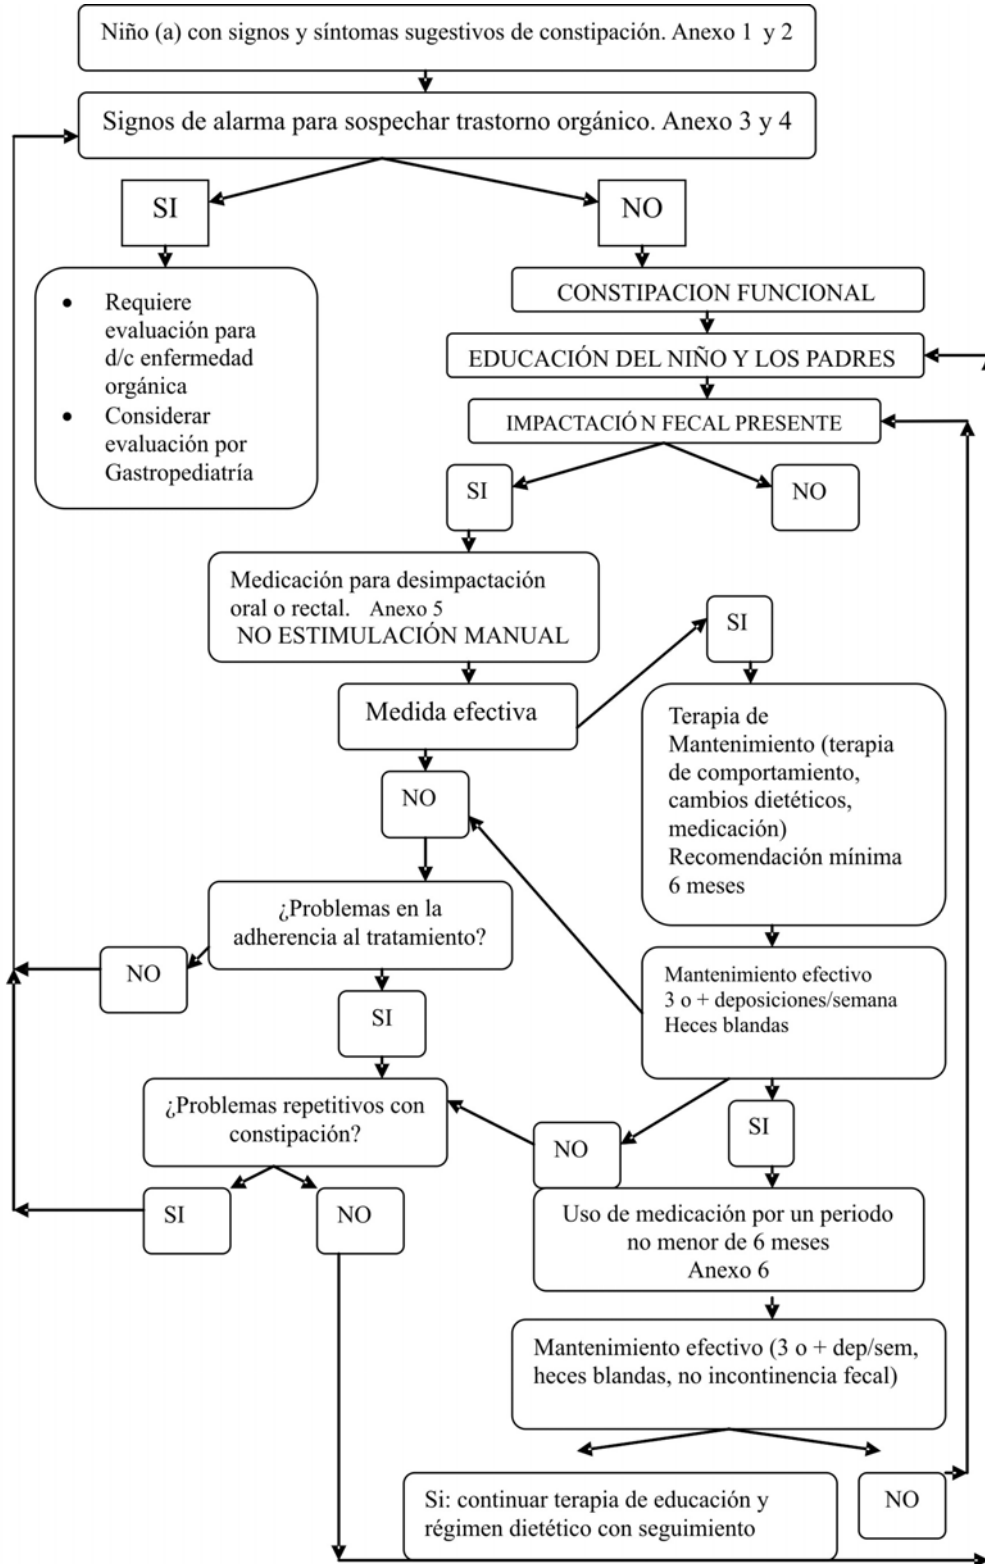 Niño (a) con signos y síntomas sugestivos de constipación. Anexo 1 y 2
Signos de alarma para sospechar trastorno orgánico. Anexo 3 y 4
SI
NO
• Requiere
evaluación para
d/c enfermedad
orgánica
• Considerar
evaluación por
Gastropediatría
CONSTIPACION FUNCIONAL
EDUCACIÓN DEL NIÑO Y LOS PADRES
IMPACTACIÓN FECAL PRESENTE
SI
NO
Medicación para desimpactación
oral o rectal. Anexo 5
NO ESTIMULACIÓN MANUAL
SI
Medida efectiva
Terapia de
Mantenimiento (terapia
de comportamiento,
cambios dietéticos,
medicación)
Recomendación mínima
6 meses
NO
¿Problemas en la
adherencia al tratamiento?
NO
Mantenimiento efectivo
3 o + deposiciones/semana
Heces blandas
SI
¿Problemas repetitivos con
constipación?
SI
NO
SI
NO
Uso de medicación por un periodo
no menor de 6 meses
Anexo 6
Mantenimiento efectivo (3 o + dep/sem,
heces blandas, no incontinencia fecal)
Si: continuar terapia de educación y
régimen dietético con seguimiento
NO